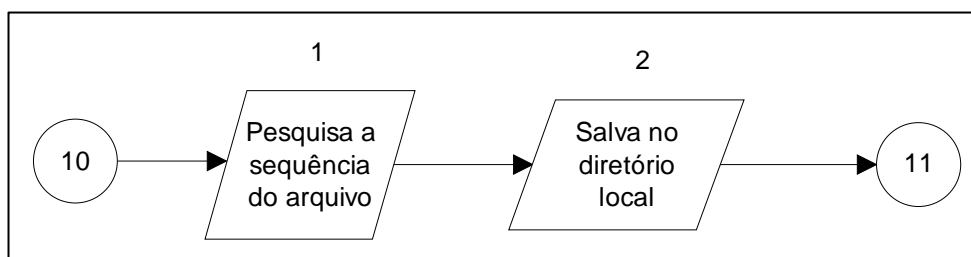 1
2
10
Pesquisa a
sequência
do arquivo
Salva no
diretório
local
11